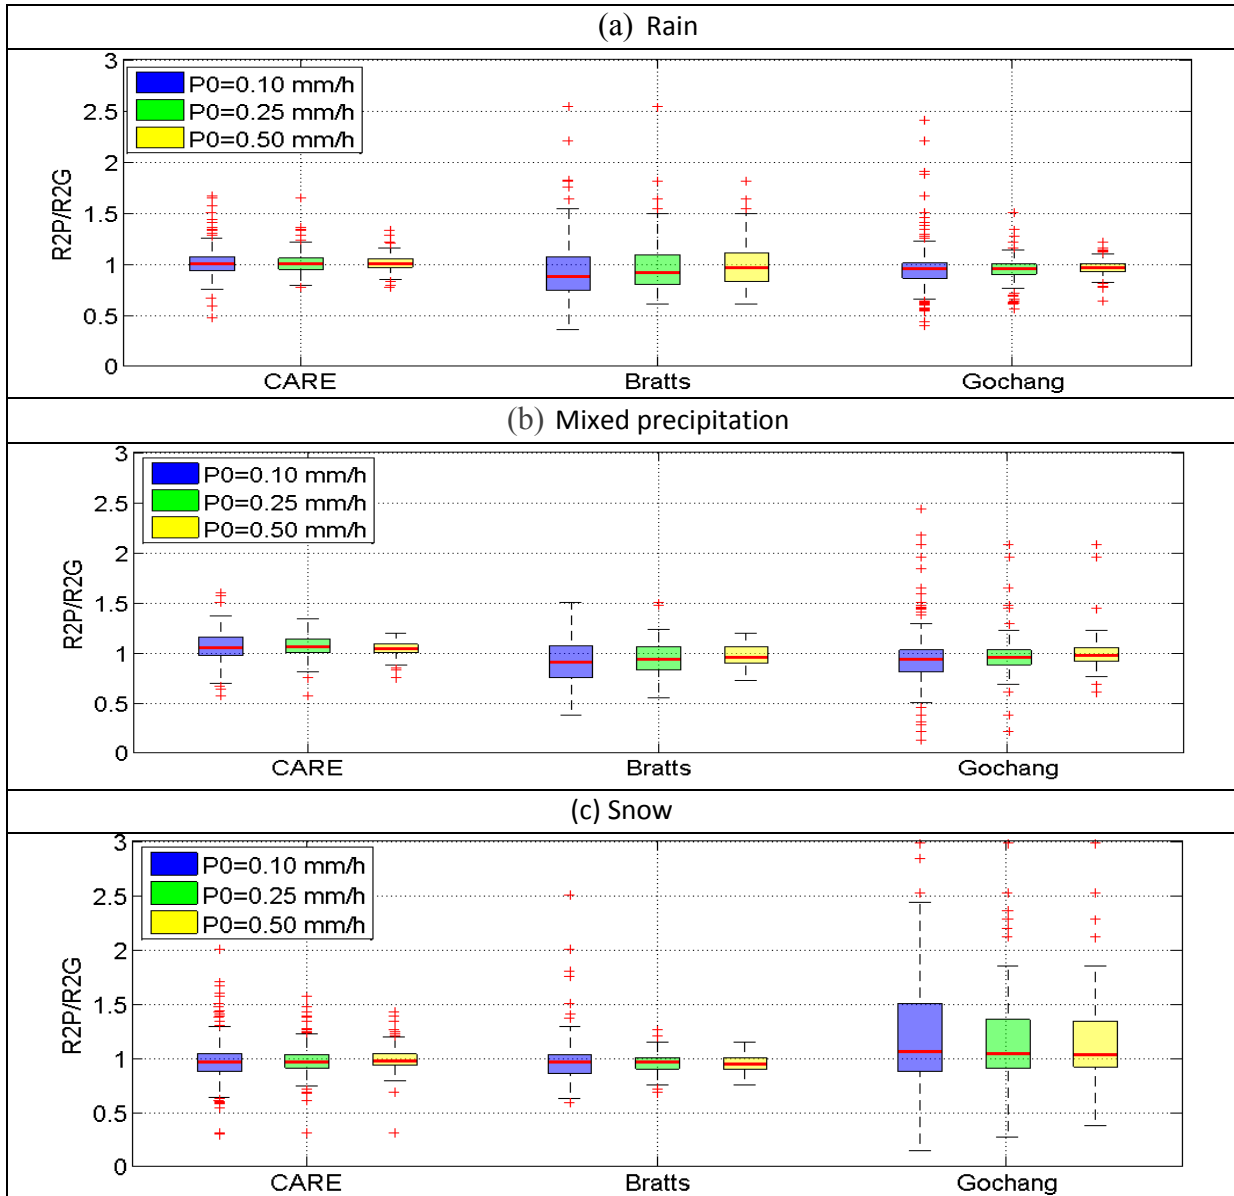 (a) Rain
3
2.5
2
1.5
1
0.5
0
R2P/R2G
P0=0.10 mm/h
P0=0.25 mm/h
P0=0.50 mm/h
CARE Bratts Gochang
(b) Mixed precipitation
3
2.5
2
1.5
1
0.5
0
R2P/R2G
P0=0.10 mm/h
P0=0.25 mm/h
P0=0.50 mm/h
CARE Bratts Gochang
(c) Snow
3
2.5
2
1.5
1
0.5
0
R2P/R2G
P0=0.10 mm/h
P0=0.25 mm/h
P0=0.50 mm/h
CARE Bratts Gochang